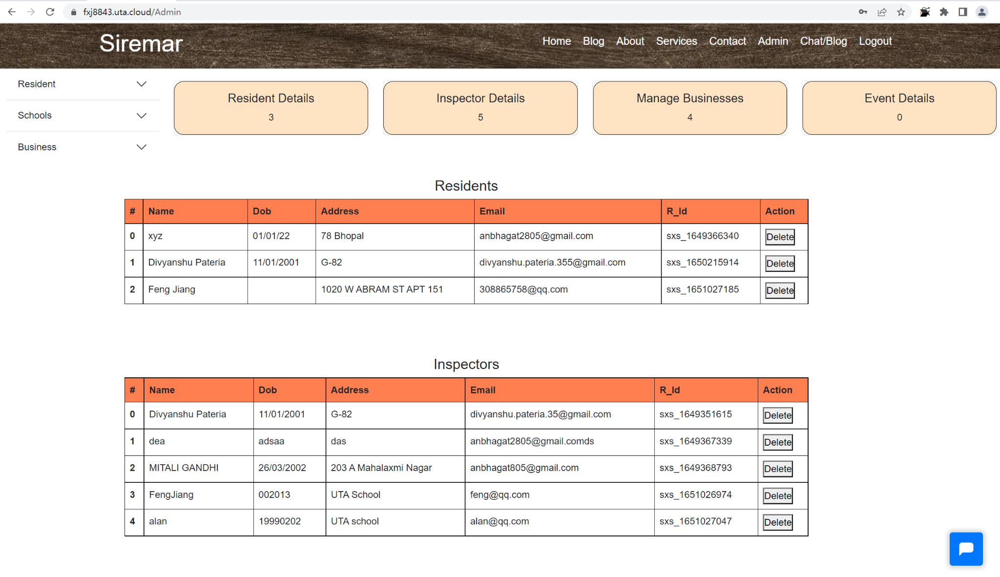 fxj8843.uta.cloud/Admin
Siremar
Home Blog About Services Contact Admin Chat/Blog Logout
Resident
Schools
Business
Resident Details
3
Inspector Details
5
Manage Businesses
4
Event Details
0
Residents
# Name Dob Address Email R_Id Action
0 xyz 01/01/22 78 Bhopal anbhagat2805@gmail.com sxs_1649366340 Delete
1 Divyanshu Pateria 11/01/2001 G-82 divyanshu.pateria.355@gmail.com sxs_1650215914 Delete
2 Feng Jiang 1020 W ABRAM ST APT 151 308865758@qq.com sxs_1651027185 Delete
Inspectors
# Name Dob Address Email R_Id Action
0 Divyanshu Pateria 11/01/2001 G-82 divyanshu.pateria.35@gmail.com sxs_1649351615 Delete
1 dea adsaa das anbhagat2805@gmail.comds sxs_1649367339 Delete
2 MITALI GANDHI 26/03/2002 203 A Mahalaxmi Nagar anbhagat805@gmail.com sxs_1649368793 Delete
3 FengJiang 002013 UTA School feng@qq.com sxs_1651026974 Delete
4 alan 19990202 UTA school alan@qq.com sxs_1651027047 Delete